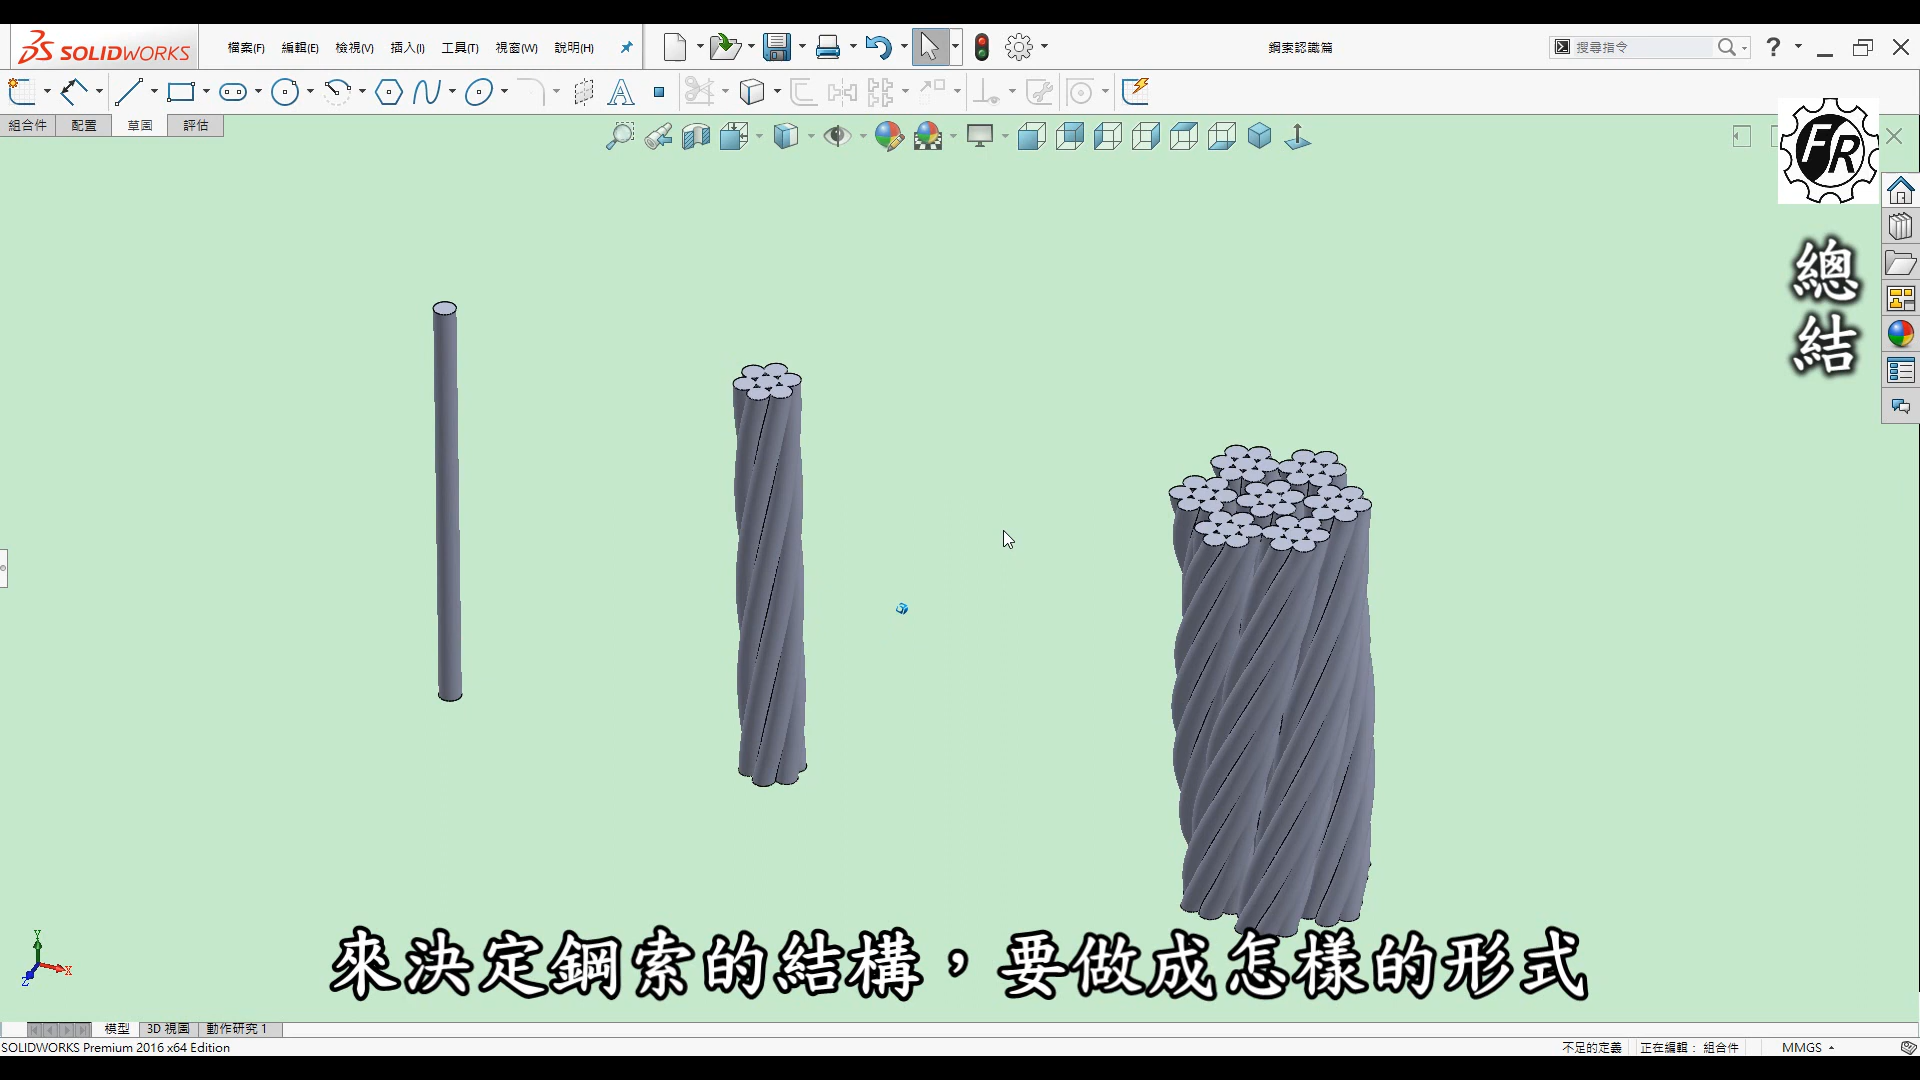 SOLIDWORKS
檔案(F) 編輯(E) 檢視(V) 插入(I) 工具(T) 視窗(W) 說明(H)
鋼索認識篇
搜尋指令
組合件 配置 草圖 評估
FR
總結
來決定鋼索的結構，要做成怎樣的形式
Y
X
Z
模型 3D 視圖 動作研究 1
SOLIDWORKS Premium 2016 x64 Edition
不足的定義 正在編輯： 組合件 MMGS